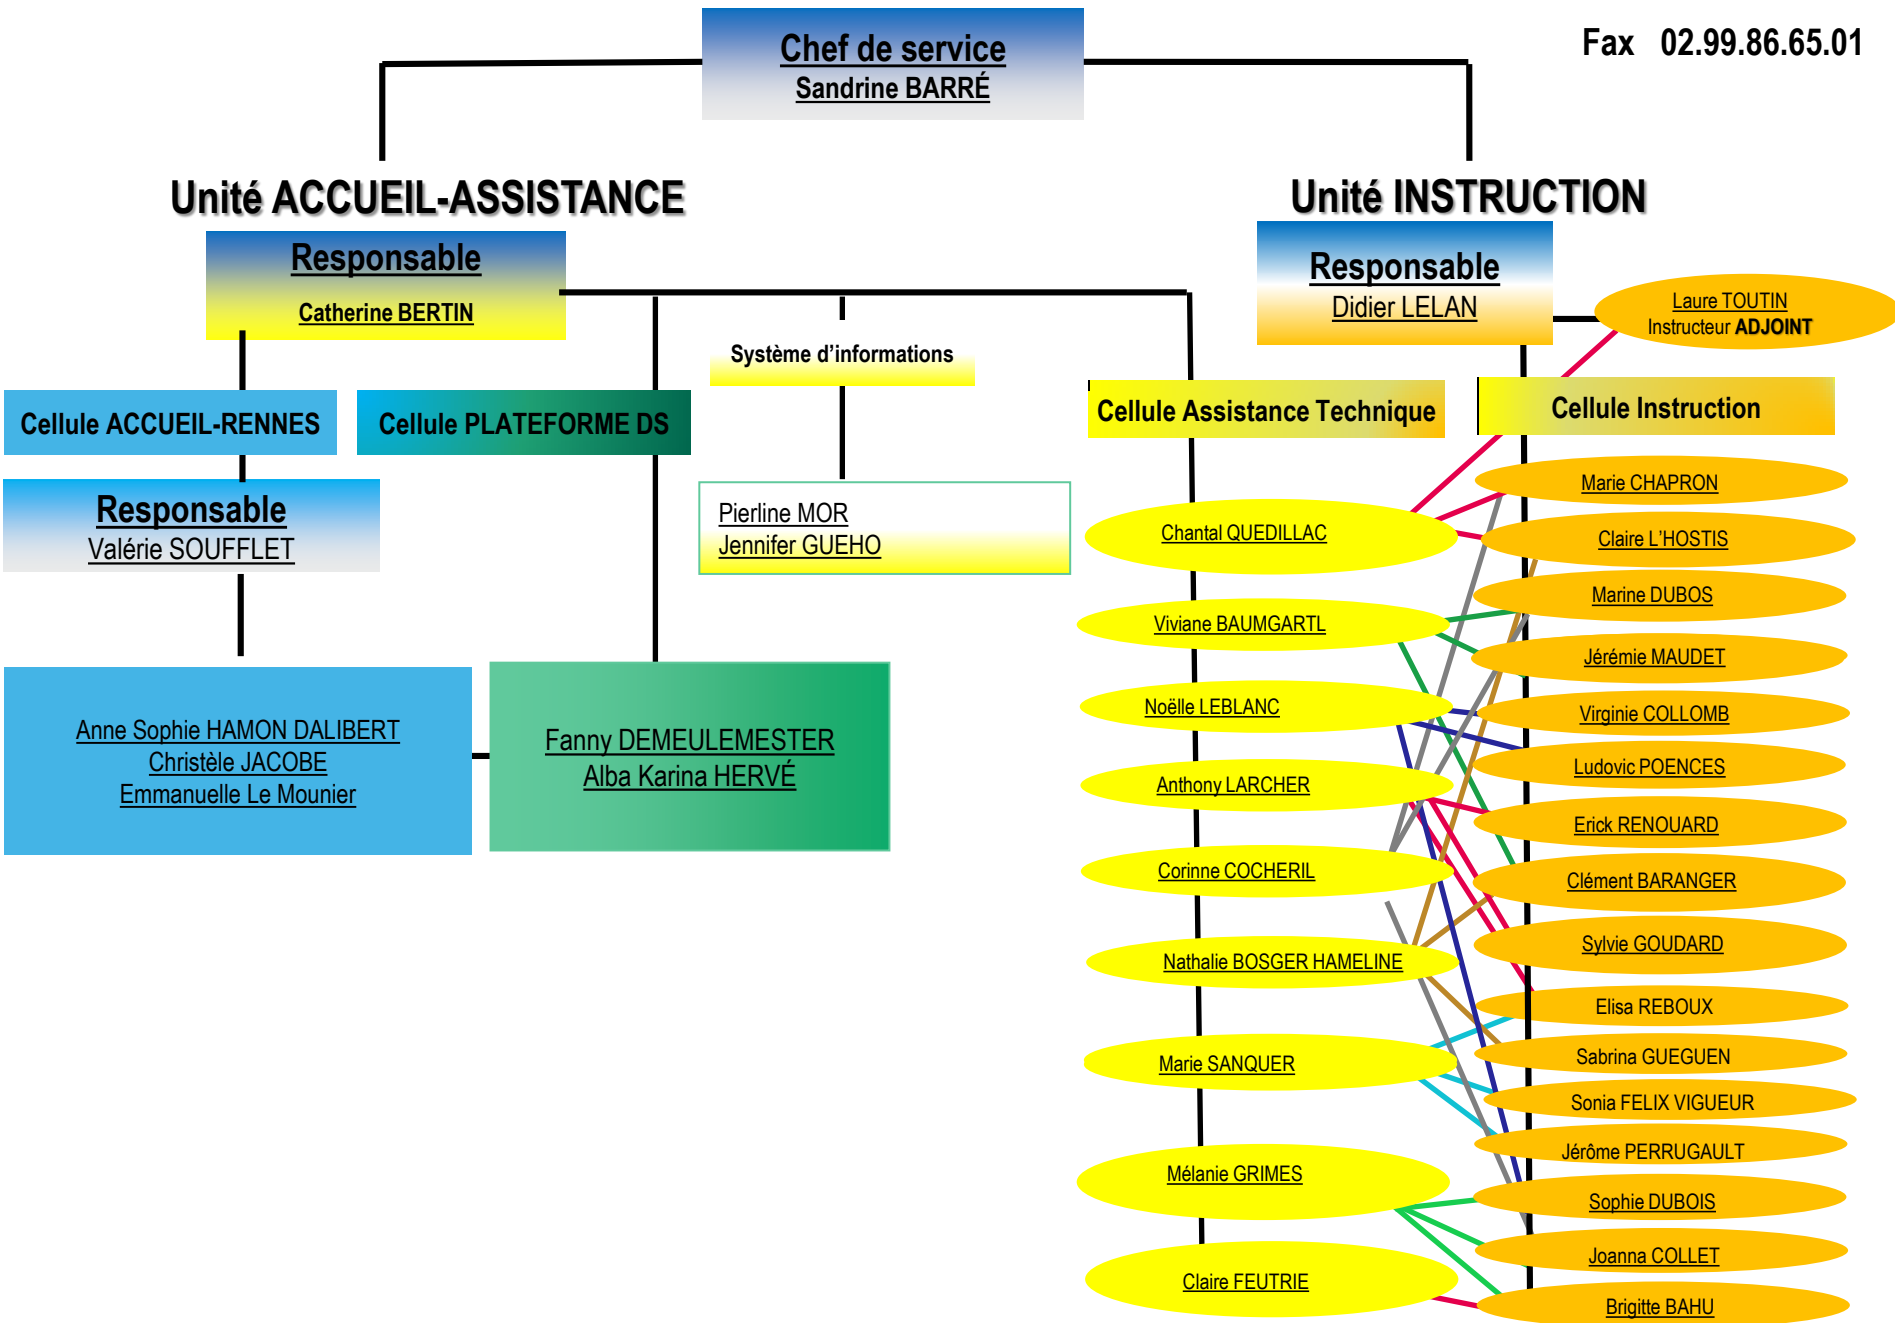 Chef de service
Sandrine BARRÉ
Fax 02.99.86.65.01
Unité ACCUEIL-ASSISTANCE
Responsable
Catherine BERTIN
Cellule ACCUEIL-RENNES
Responsable
Valérie SOUFFLET
Anne Sophie HAMON DALIBERT
Christèle JACOBE
Emmanuelle Le Mounier
Cellule PLATEFORME DS
Fanny DEMEULEMESTER
Alba Karina HERVÉ
Système d’informations
Pierline MOR
Jennifer GUEHO
Cellule Assistance Technique
Chantal QUEDILLAC
Viviane BAUMGARTL
Noëlle LEBLANC
Anthony LARCHER
Corinne COCHERIL
Nathalie BOSGER HAMELINE
Marie SANQUER
Mélanie GRIMES
Claire FEUTRIE
Unité INSTRUCTION
Responsable
Didier LELAN
Laure TOUTIN
Instructeur ADJOINT
Cellule Instruction
Marie CHAPRON
Claire L’HOSTIS
Marine DUBOS
Jérémie MAUDET
Virginie COLLOMB
Ludovic POENCES
Erick RENOUARD
Clément BARANGER
Sylvie GOUDARD
Elisa REBOUX
Sabrina GUEGUEN
Sonia FELIX VIGUEUR
Jérôme PERRUGAULT
Sophie DUBOIS
Joanna COLLET
Brigitte BAHU